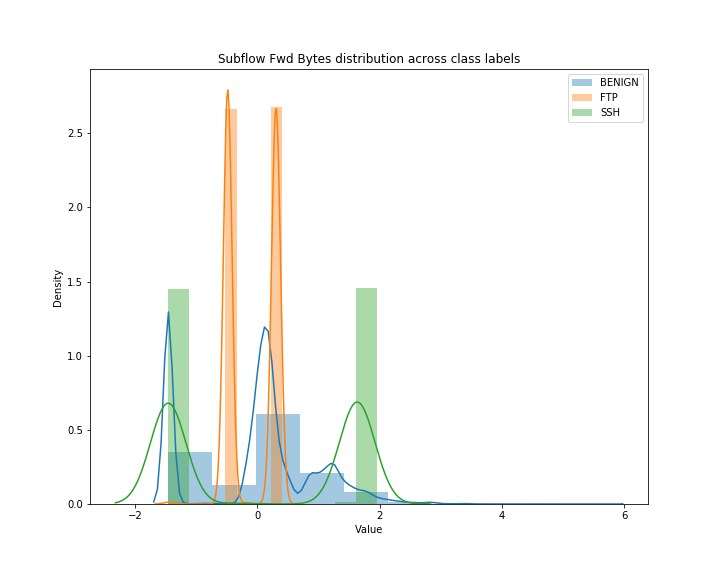 Subflow Fwd Bytes distribution across class labels
BENIGN
FTP
SSH
Density
2.5
2.0
1.5
1.0
0.5
0.0
−2
0
2
4
6
Value